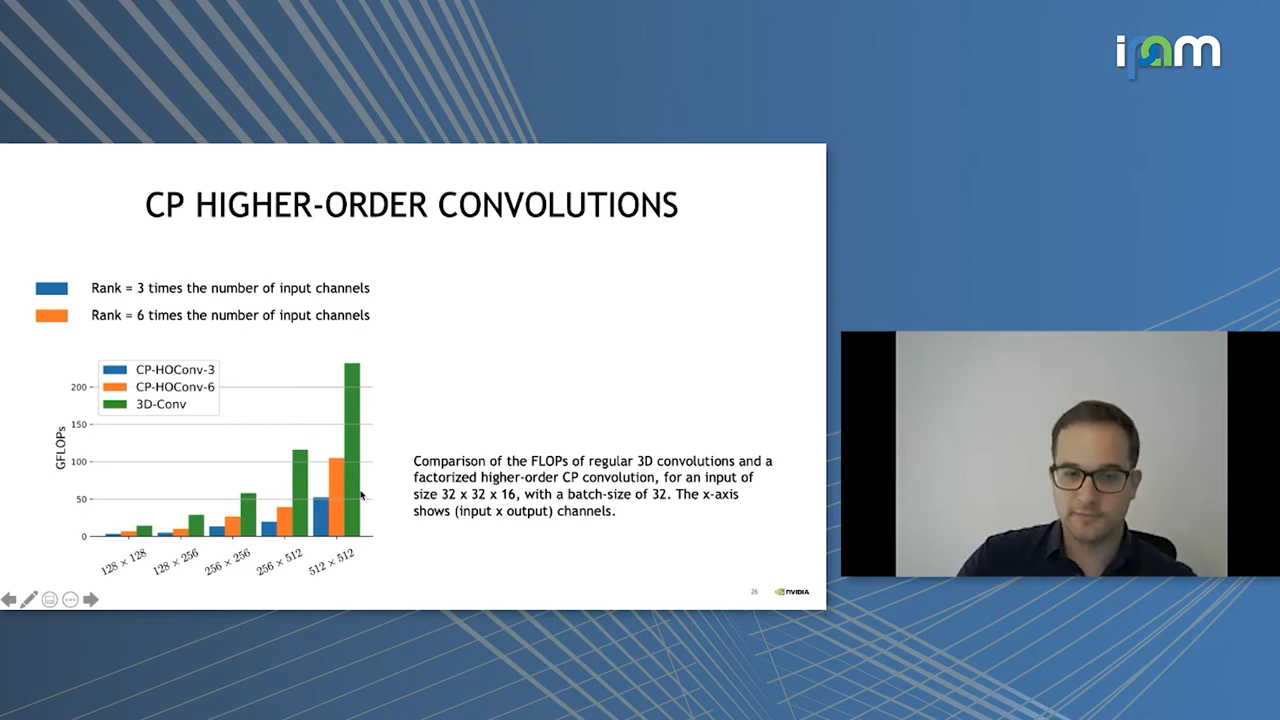 ipam
CP HIGHER-ORDER CONVOLUTIONS
Rank = 3 times the number of input channels
Rank = 6 times the number of input channels
CP-HOConv-3
CP-HOConv-6
3D-Conv
GFLOPs
200
150
100
50
0
128 × 128
128 × 256
256 × 256
256 × 512
512 × 512
Comparison of the FLOPs of regular 3D convolutions and a
factorized higher-order CP convolution, for an input of
size 32 x 32 x 16, with a batch-size of 32. The x-axis
shows (input x output) channels.
26
NVIDIA